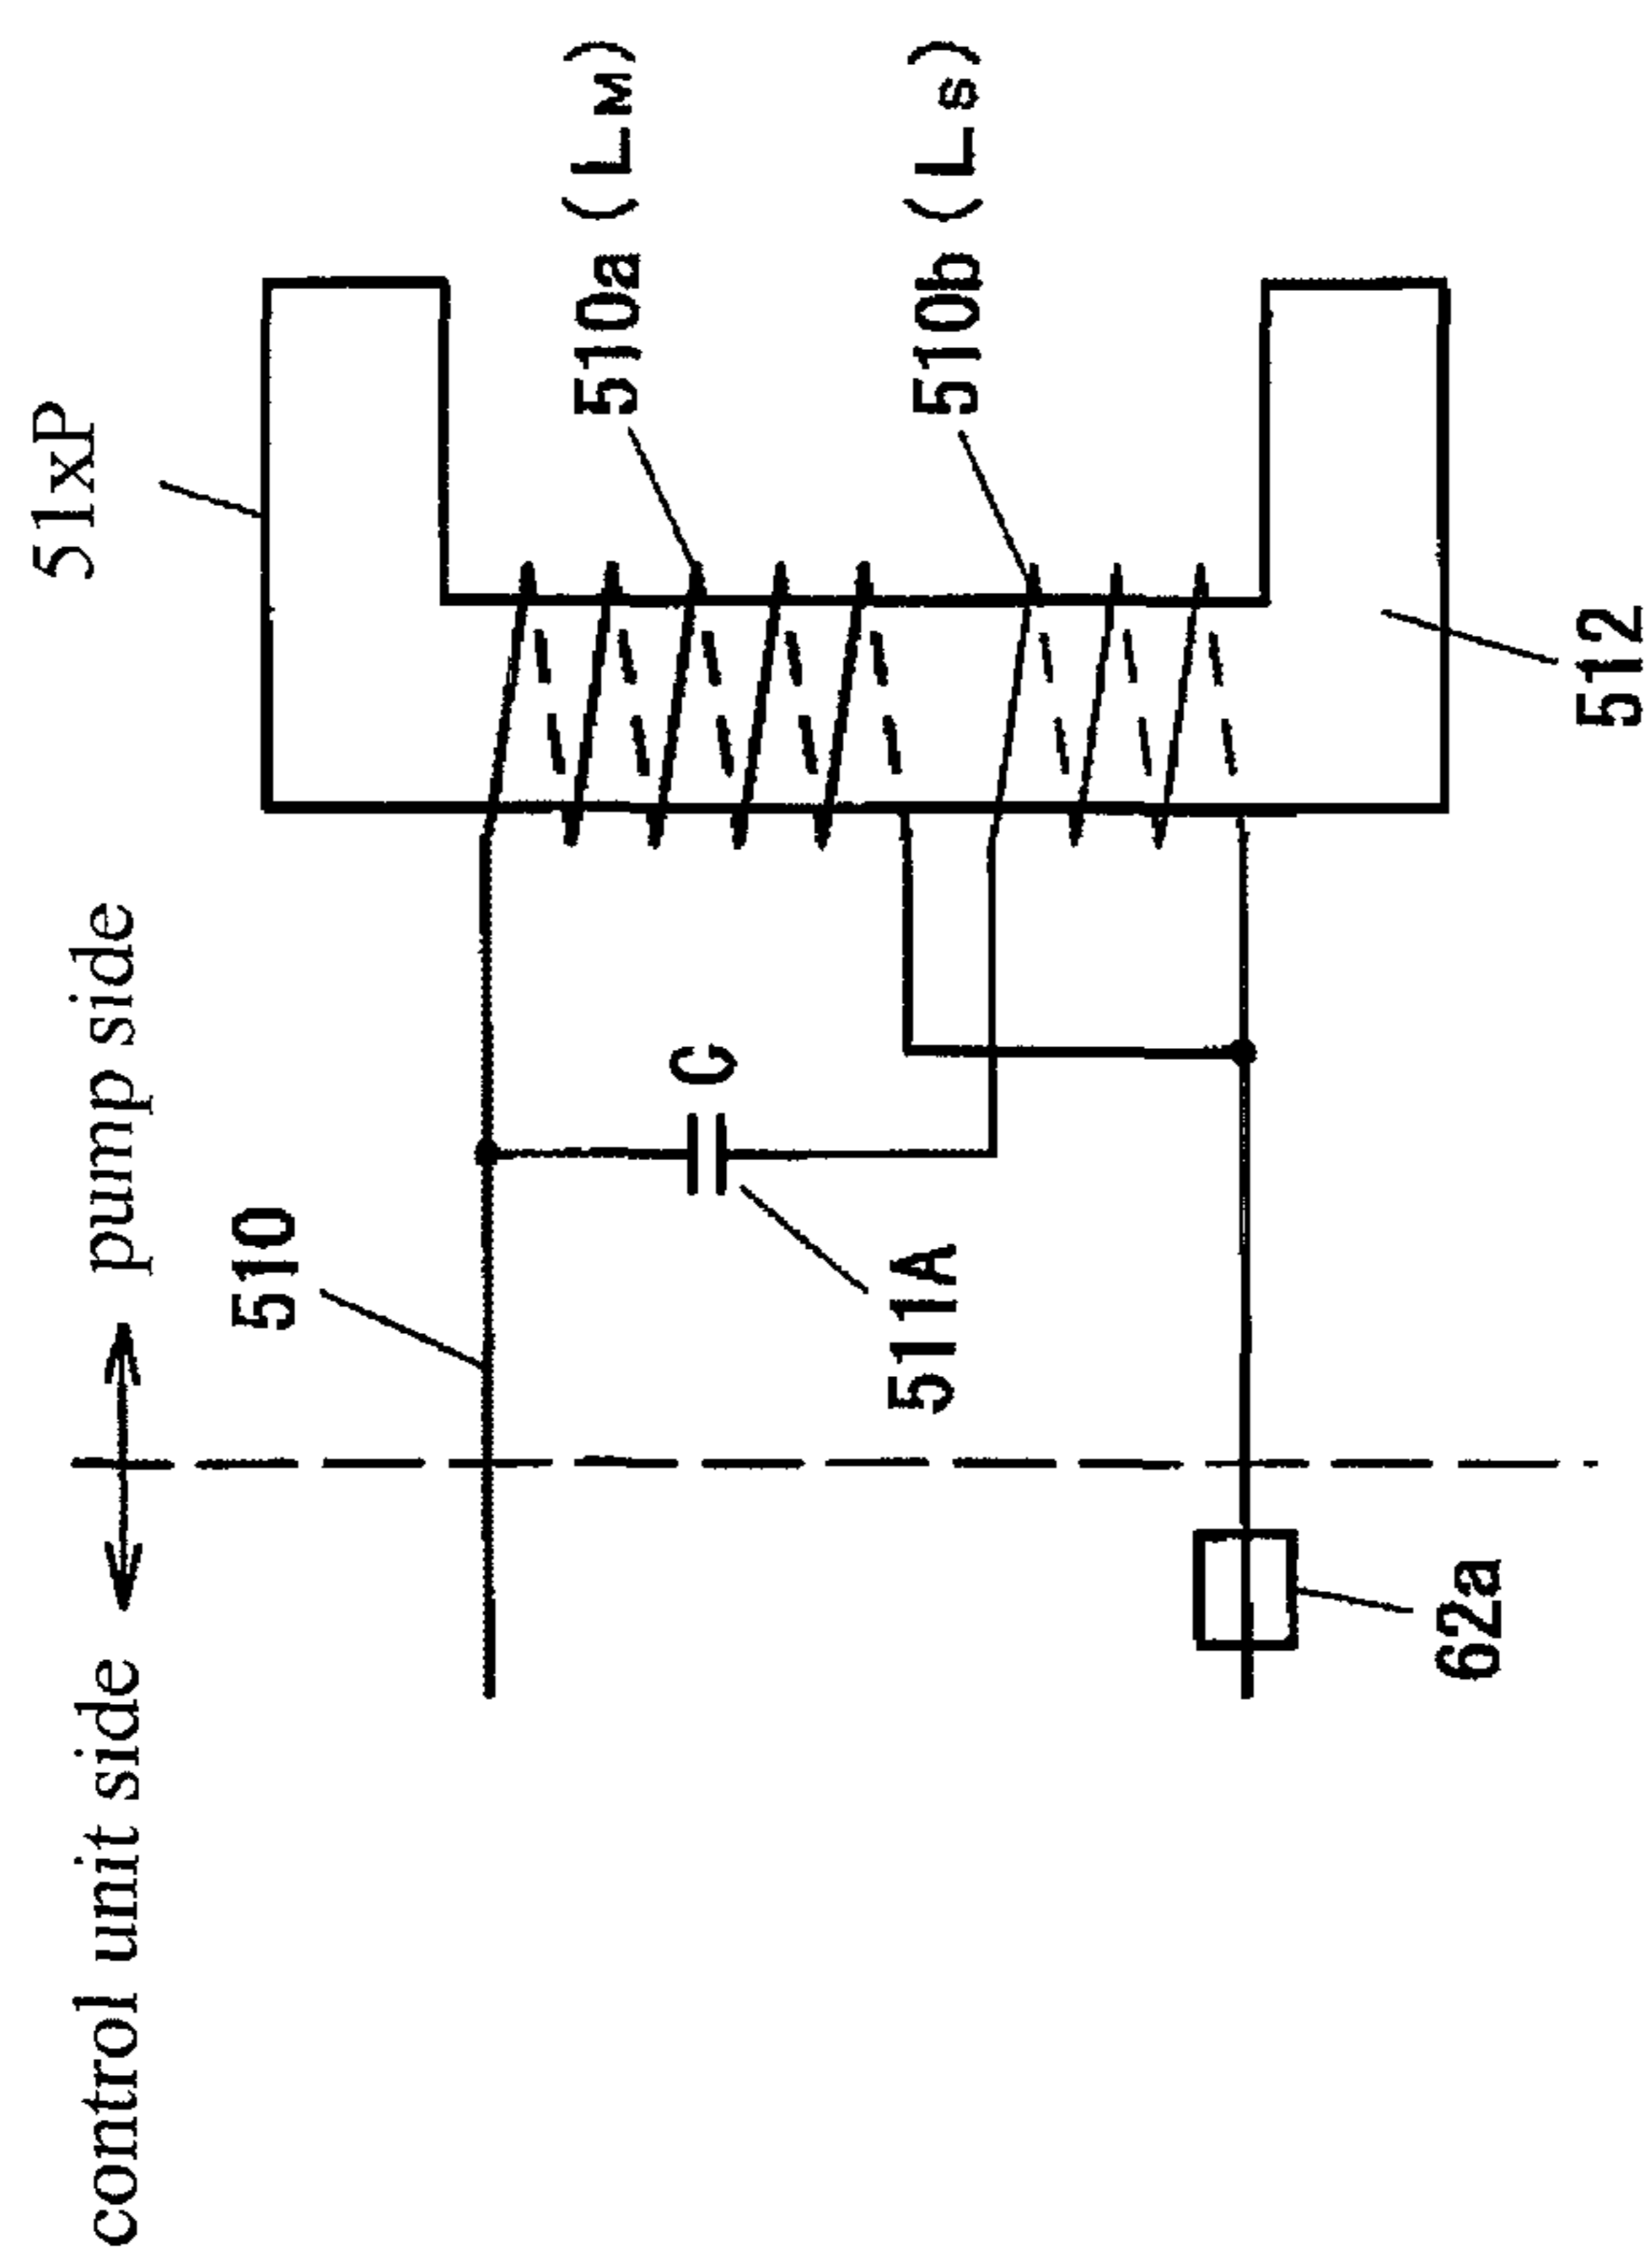 control unit side
pump side
51xP
510
C
511A
510a (LM)
510b (Ls)
62a
512